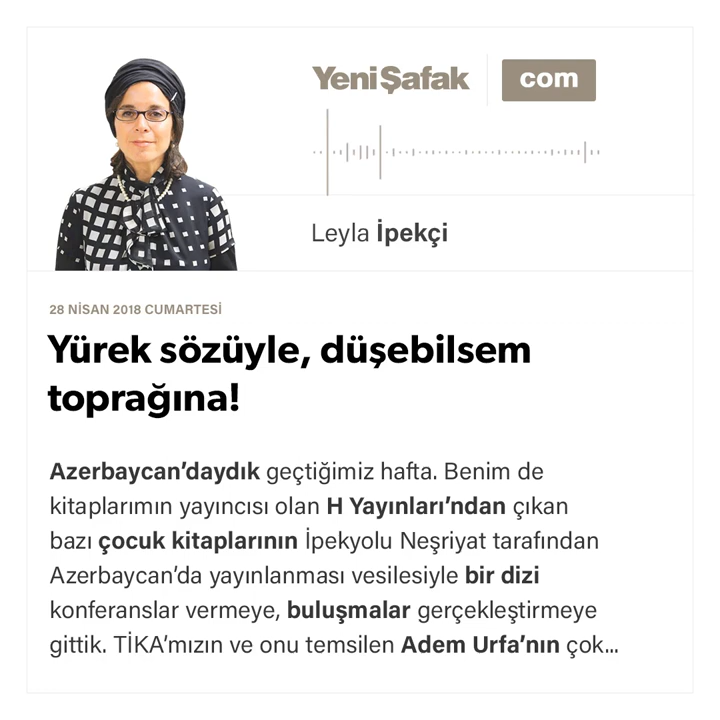 YeniŞafak com
Leyla İpekçi
28 NİSAN 2018 CUMARTESİ
Yürek sözüyle, düşebilsem
toprağına!
Azerbaycan’daydık geçtiğimiz hafta. Benim de
kitaplarımın yayıncısı olan H Yayınları’ndan çıkan
bazı çocuk kitaplarının İpekyolu Neşriyat tarafından
Azerbaycan’da yayınlanması vesilesiyle bir dizi
konferanslar vermeye, buluşmalar gerçekleştirmeye
gittik. TİKA’mızın ve onu temsilen Adem Urfa’nın çok...